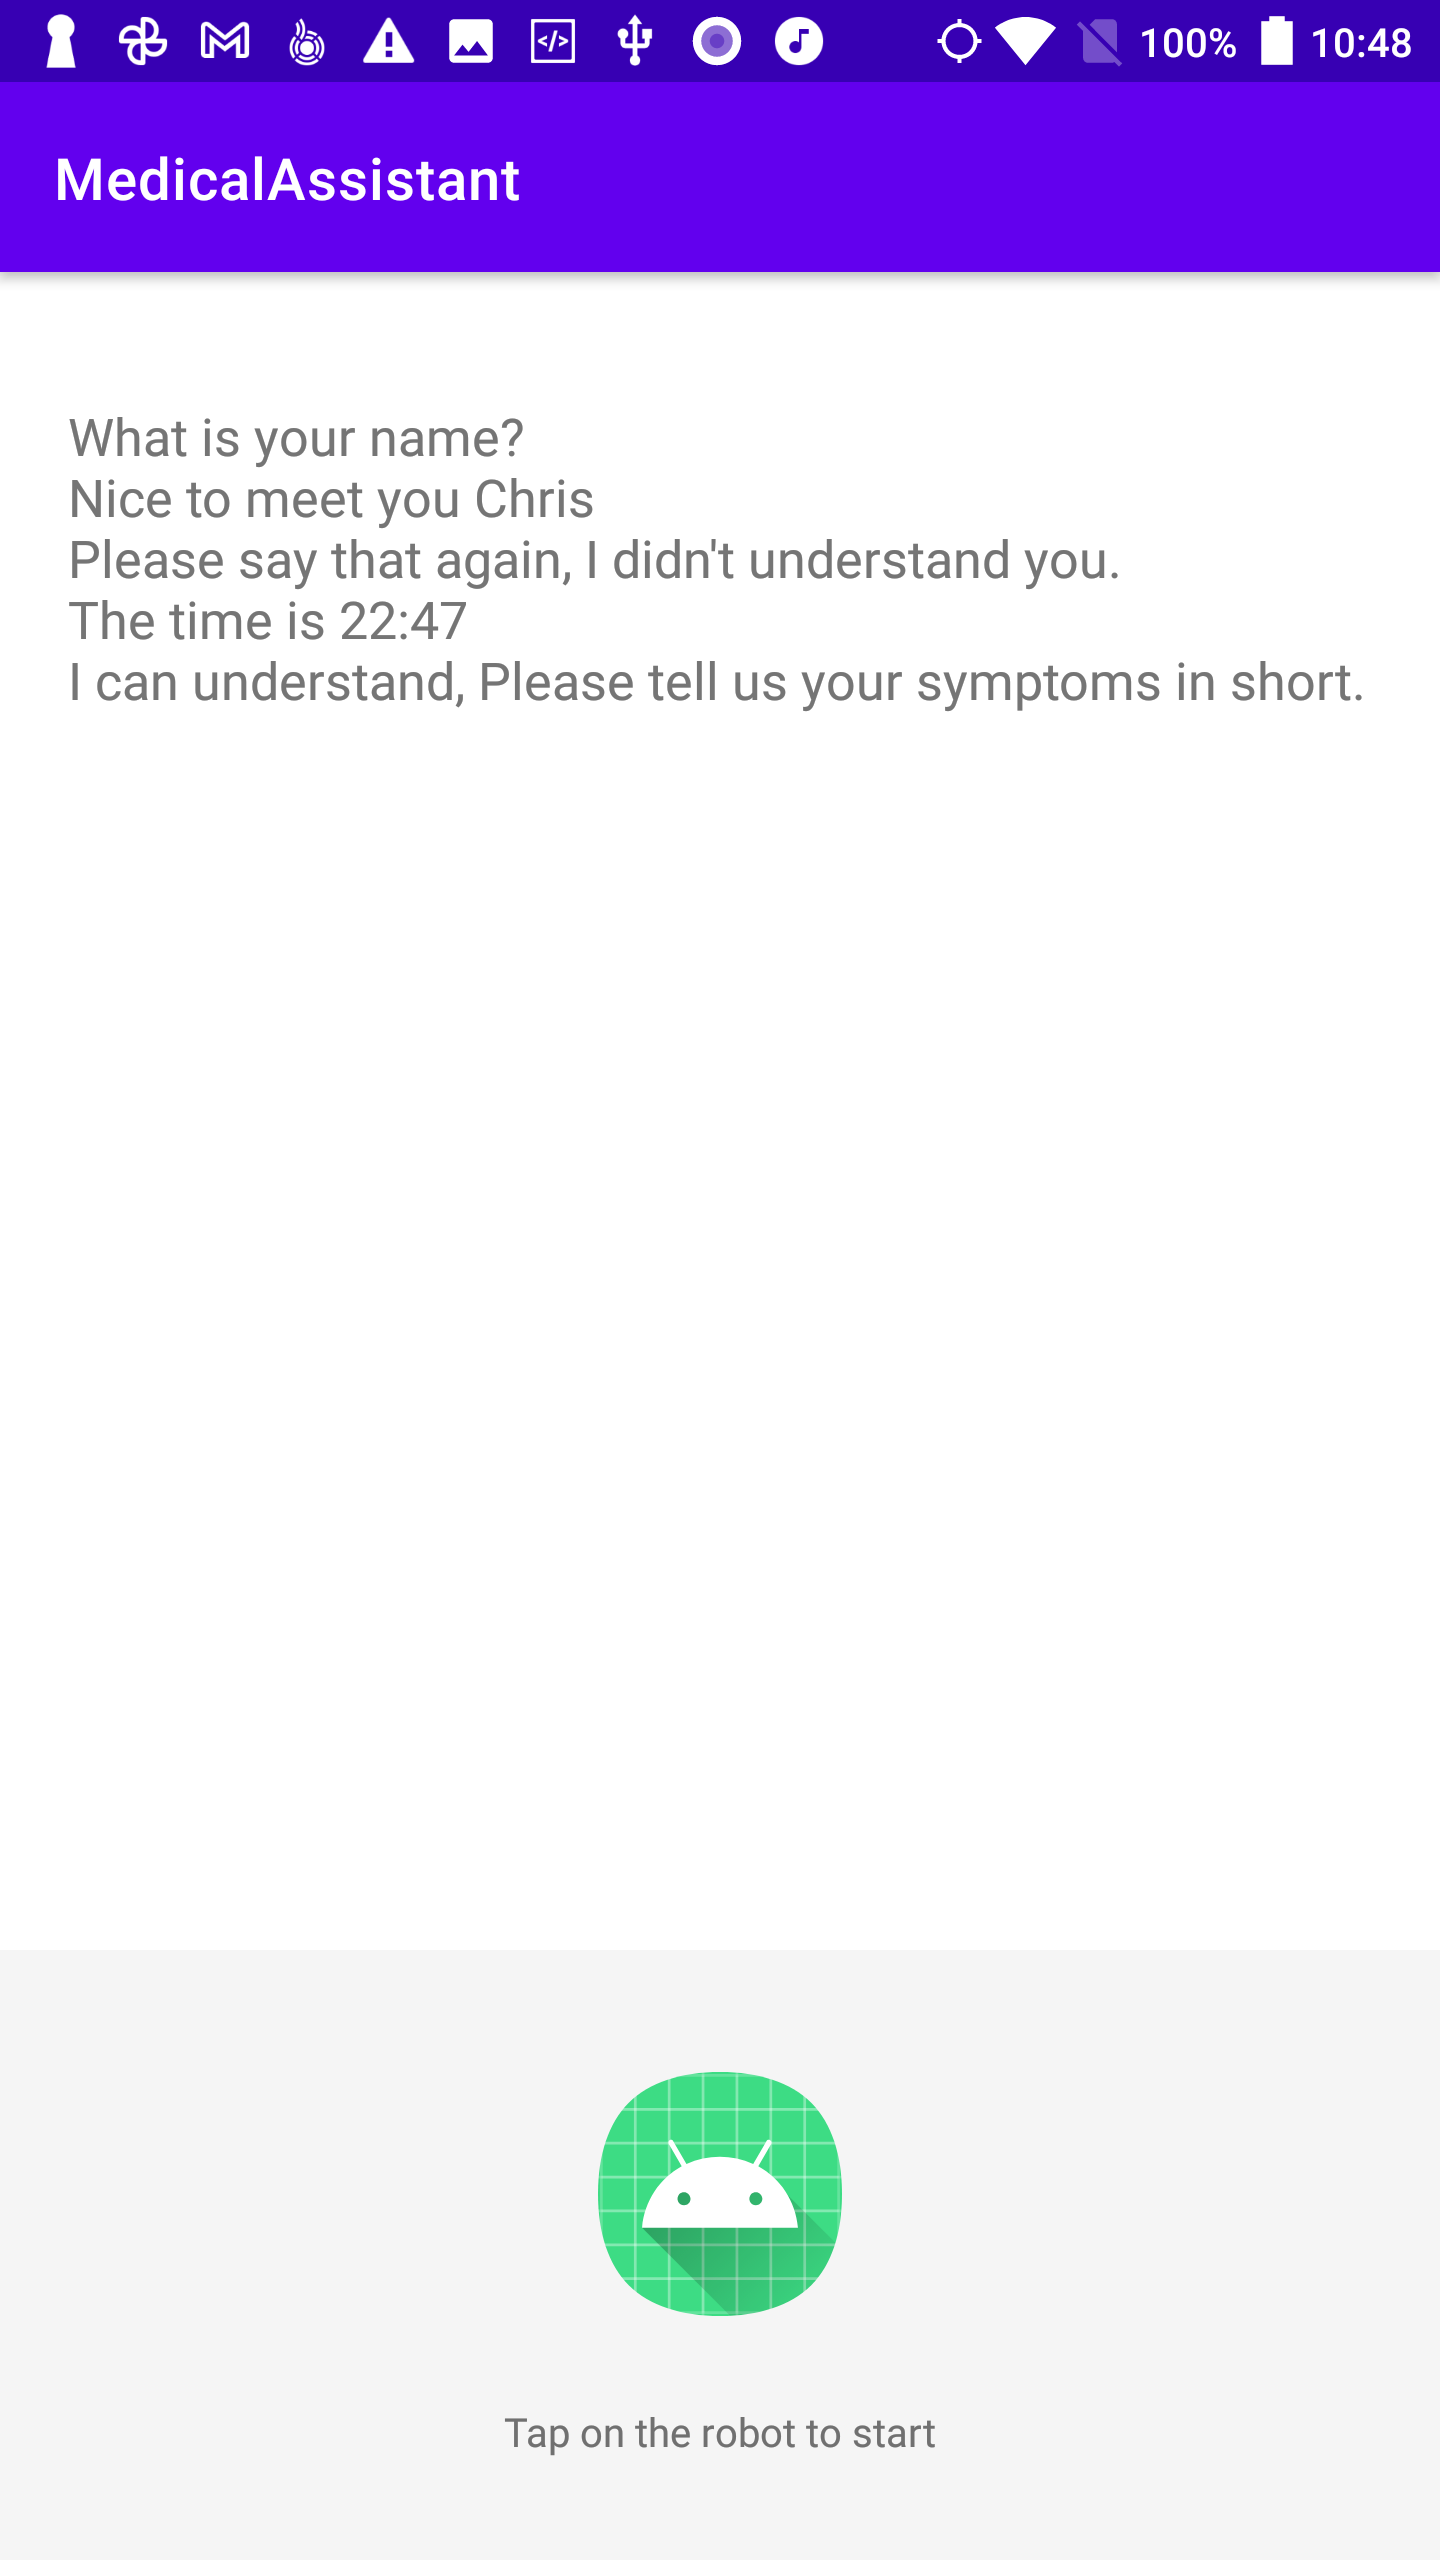 100% 10:48
MedicalAssistant
What is your name?
Nice to meet you Chris
Please say that again, I didn't understand you.
The time is 22:47
I can understand, Please tell us your symptoms in short.
Tap on the robot to start